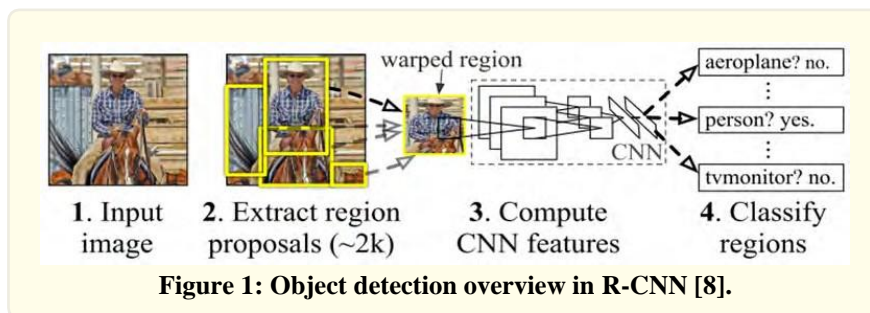 warped region
aeroplane? no.
person? yes.
CNN
tvmonitor? no.
1. Input
image
2. Extract region
proposals (~2k)
3. Compute
CNN features
4. Classify
regions
Figure 1: Object detection overview in R-CNN [8].